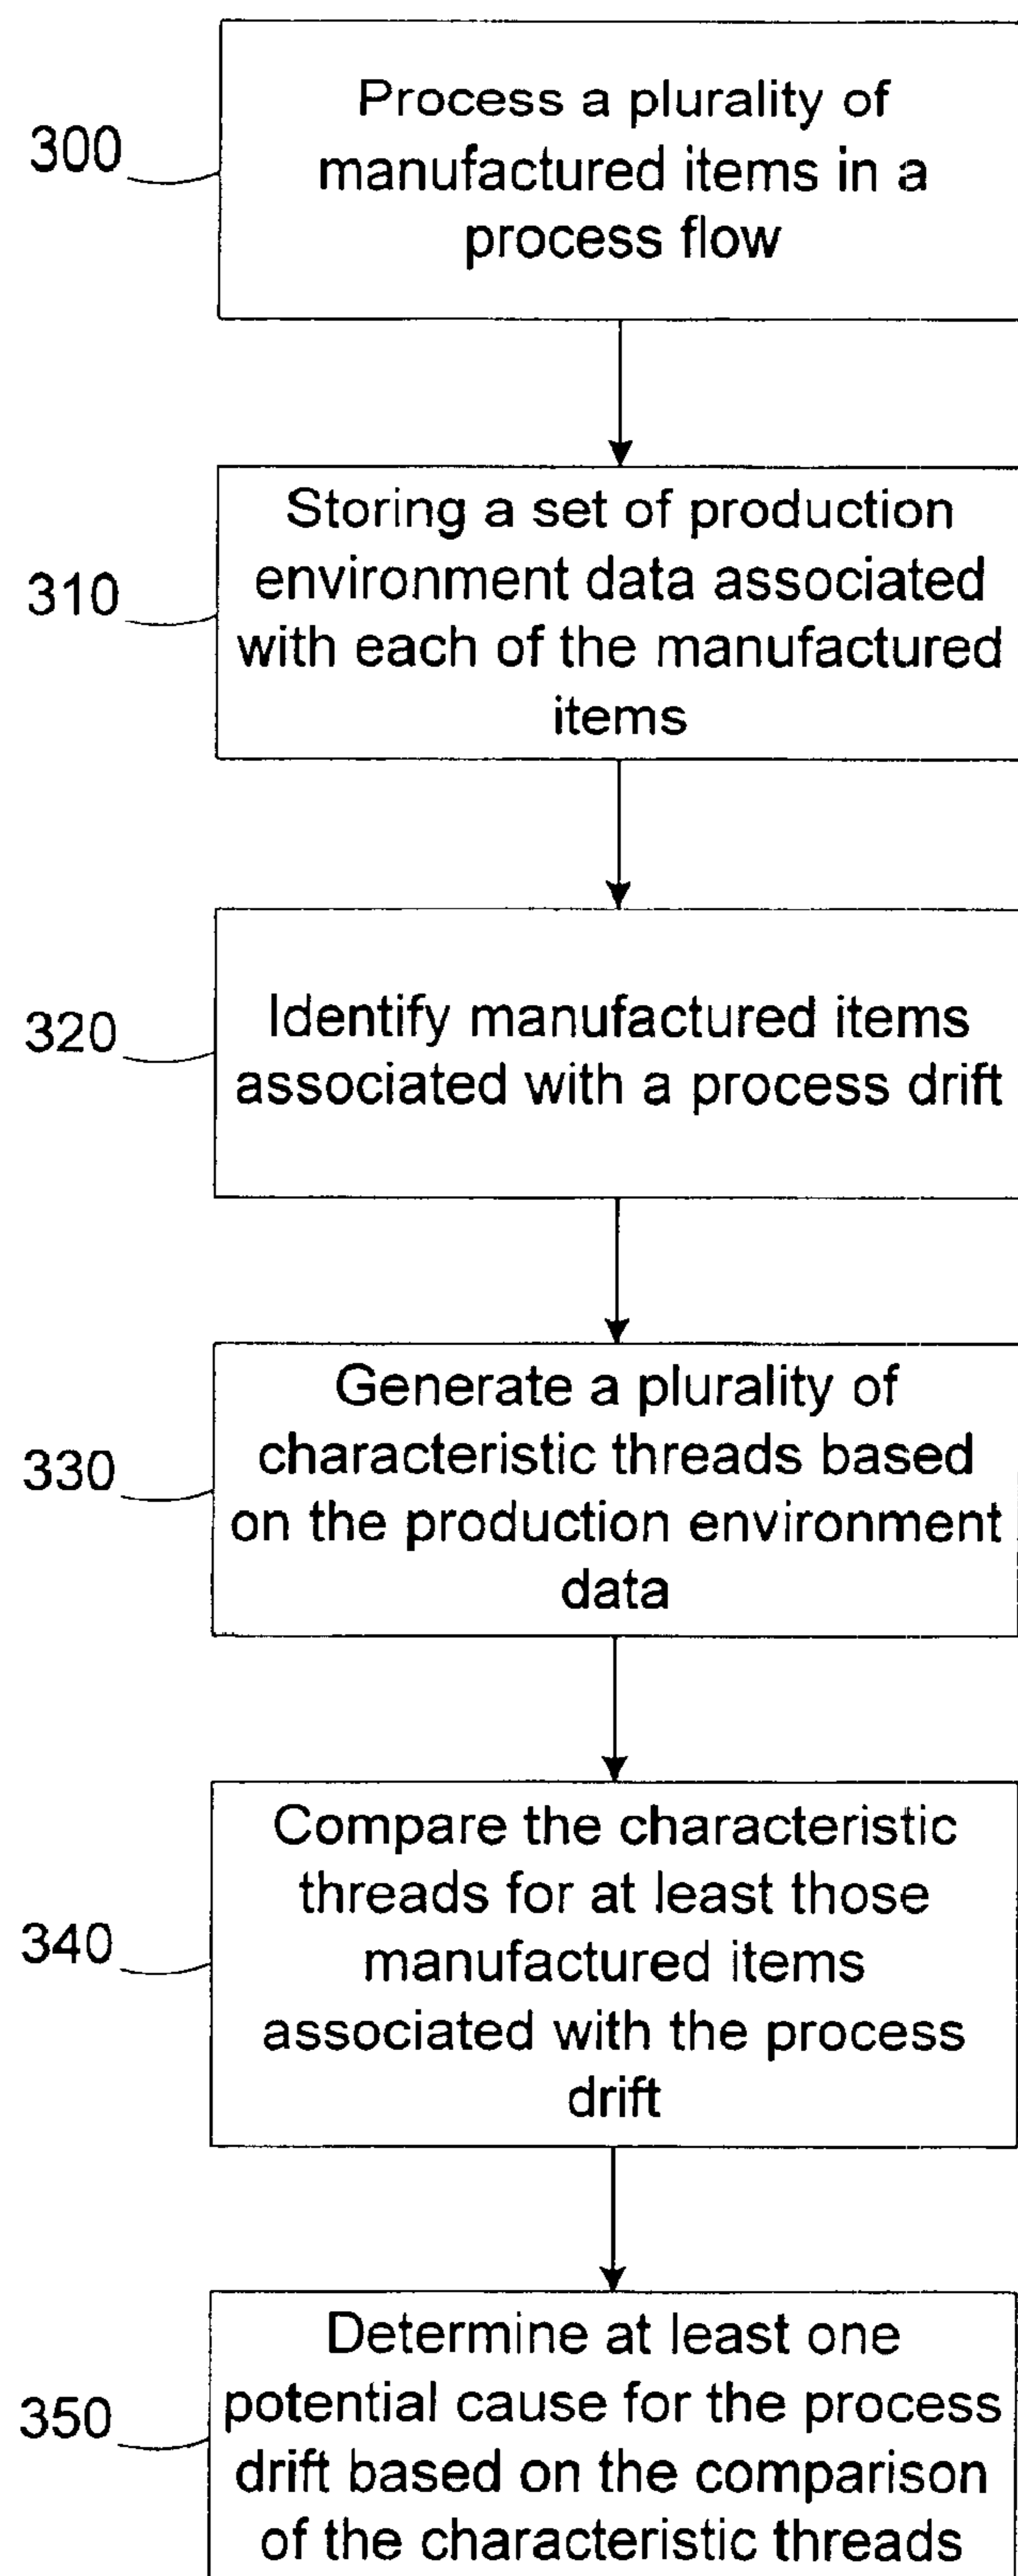 300
Process a plurality of
manufactured items in a
process flow
310
Storing a set of production
environment data associated
with each of the manufactured
items
320
Identify manufactured items
associated with a process drift
330
Generate a plurality of
characteristic threads based
on the production environment
data
340
Compare the characteristic
threads for at least those
manufactured items
associated with the process
drift
350
Determine at least one
potential cause for the process
drift based on the comparison
of the characteristic threads